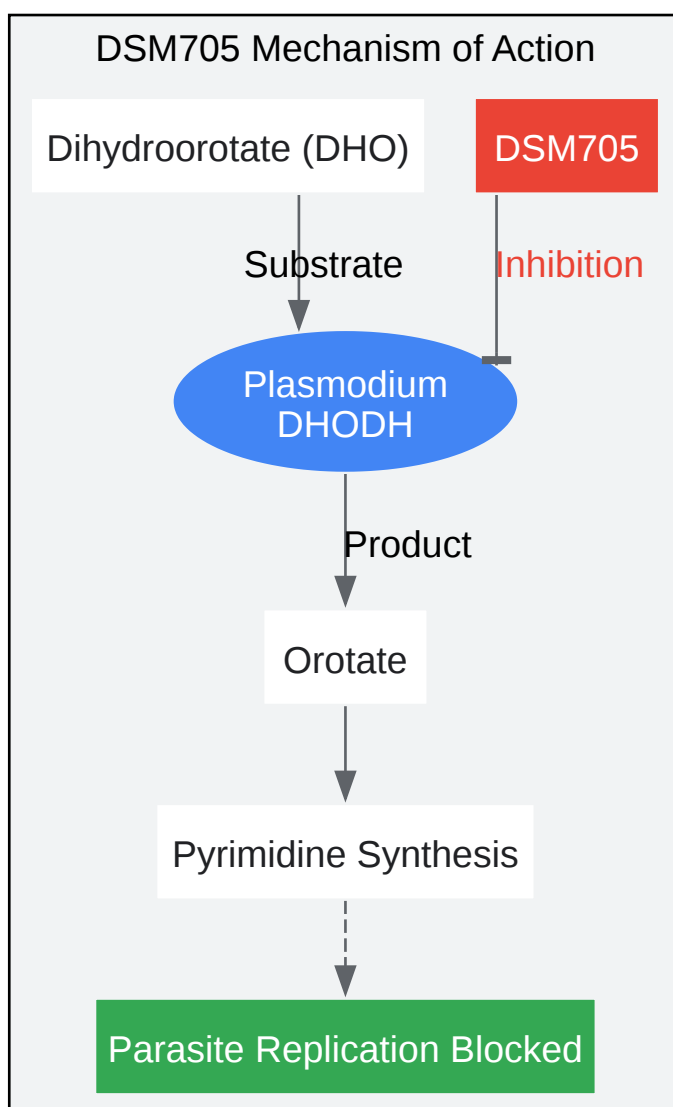 DSM705 Mechanism of Action
Dihydroorotate (DHO)
DSM705
Substrate
Inhibition
Plasmodium
DHODH
Product
Orotate
Pyrimidine Synthesis
Parasite Replication Blocked